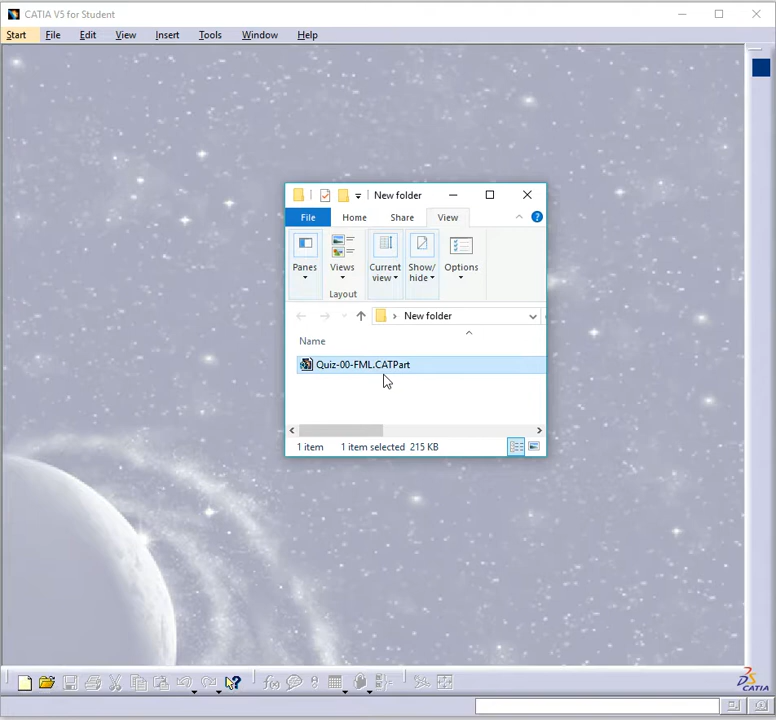 CATIA V5 for Student
Start File Edit View Insert Tools Window Help
New folder
File Home Share View
Panes Views Current view Show/ hide Options
Layout
New folder
Name
Quiz-00-FML.CATPart
1 item 1 item selected 215 KB
f(x)
CATIA